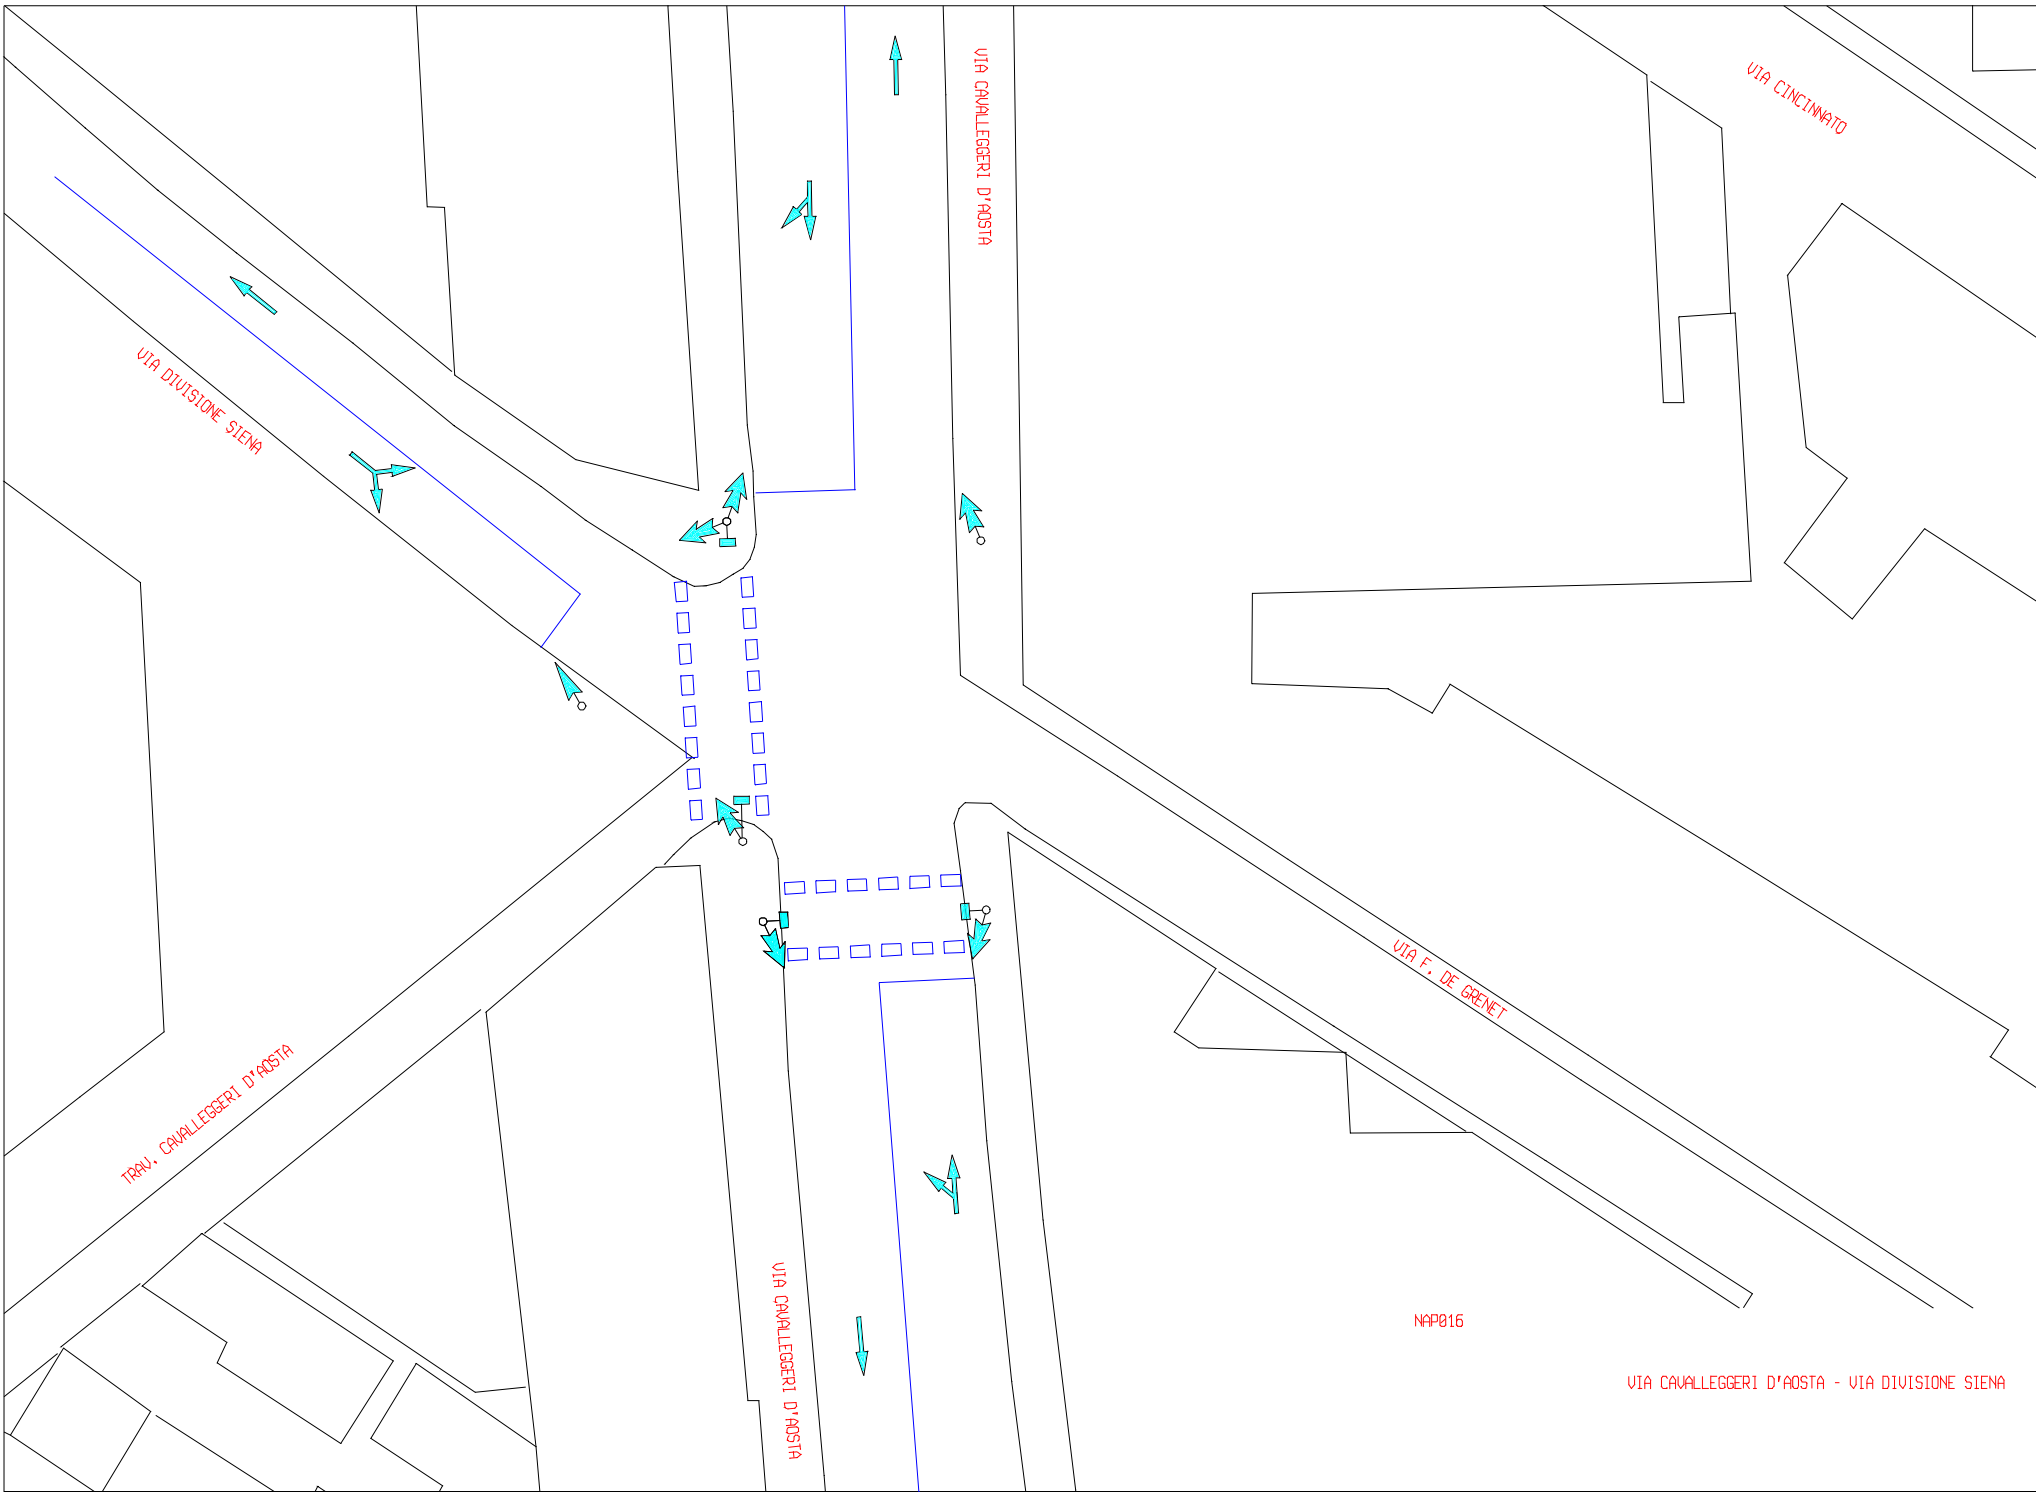 VIA CINCINNATO
VIA CAVALLEGGERI D'AOSTA
VIA DIVISIONE SIENA
VIA F. DE GRENET
TRAV. CAVALLEGGERI D'AOSTA
VIA CAVALLEGGERI D'AOSTA
NAP016
VIA CAVALLEGGERI D'AOSTA - VIA DIVISIONE SIENA